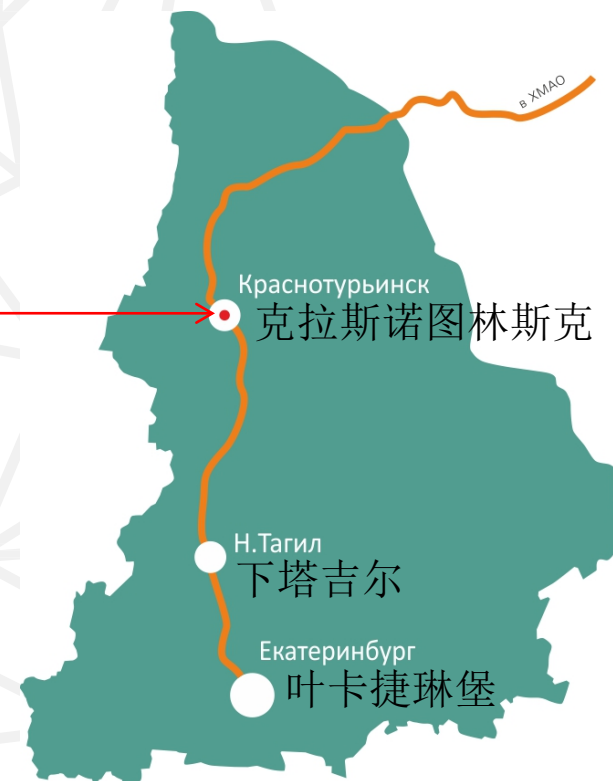 в ХМАО
Краснотурьинск
克拉斯诺图林斯克
Н.Тагил
下塔吉尔
Екатеринбург
叶卡捷琳堡